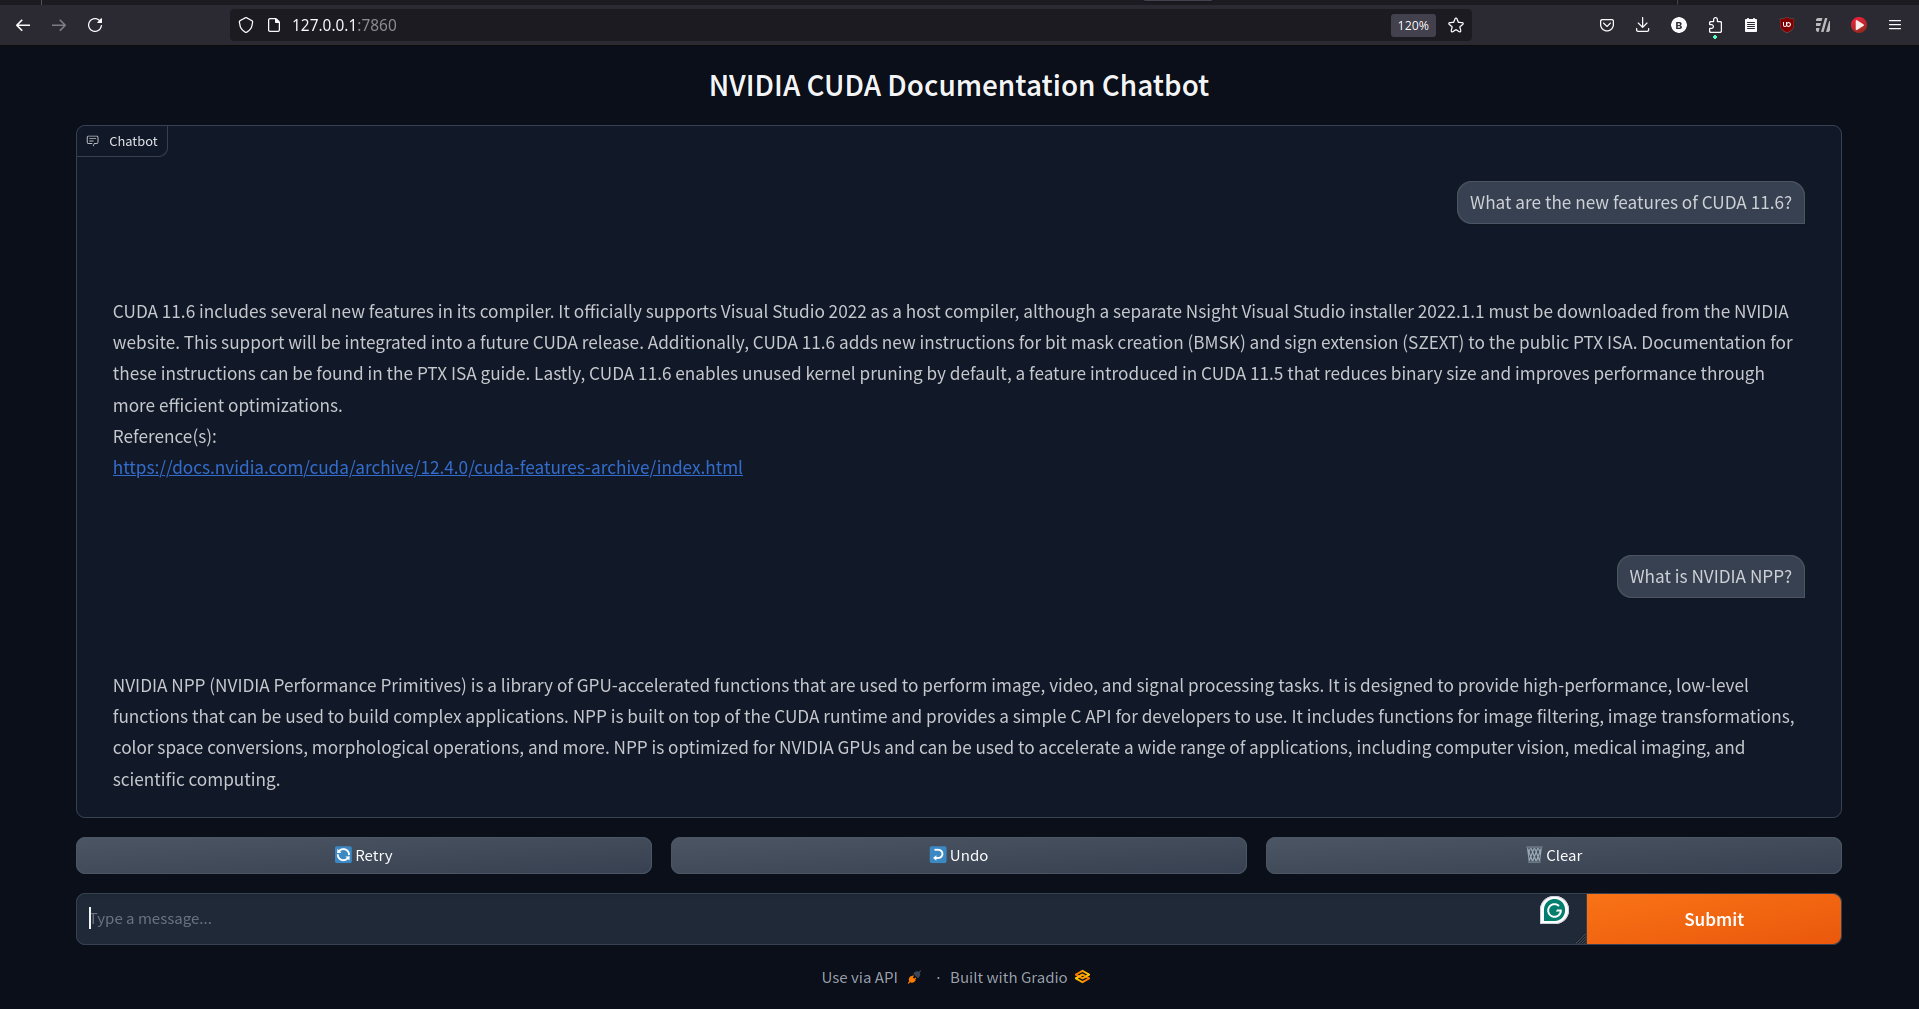 127.0.0.1:7860
120%
NVIDIA CUDA Documentation Chatbot
Chatbot
What are the new features of CUDA 11.6?
CUDA 11.6 includes several new features in its compiler. It officially supports Visual Studio 2022 as a host compiler, although a separate Nsight Visual Studio installer 2022.1.1 must be downloaded from the NVIDIA
website. This support will be integrated into a future CUDA release. Additionally, CUDA 11.6 adds new instructions for bit mask creation (BMSK) and sign extension (SZEXT) to the public PTX ISA. Documentation for
these instructions can be found in the PTX ISA guide. Lastly, CUDA 11.6 enables unused kernel pruning by default, a feature introduced in CUDA 11.5 that reduces binary size and improves performance through
more efficient optimizations.
Reference(s):
https://docs.nvidia.com/cuda/archive/12.4.0/cuda-features-archive/index.html
What is NVIDIA NPP?
NVIDIA NPP (NVIDIA Performance Primitives) is a library of GPU-accelerated functions that are used to perform image, video, and signal processing tasks. It is designed to provide high-performance, low-level
functions that can be used to build complex applications. NPP is built on top of the CUDA runtime and provides a simple C API for developers to use. It includes functions for image filtering, image transformations,
color space conversions, morphological operations, and more. NPP is optimized for NVIDIA GPUs and can be used to accelerate a wide range of applications, including computer vision, medical imaging, and
scientific computing.
Retry
Undo
Clear
Type a message...
Submit
Use via API · Built with Gradio